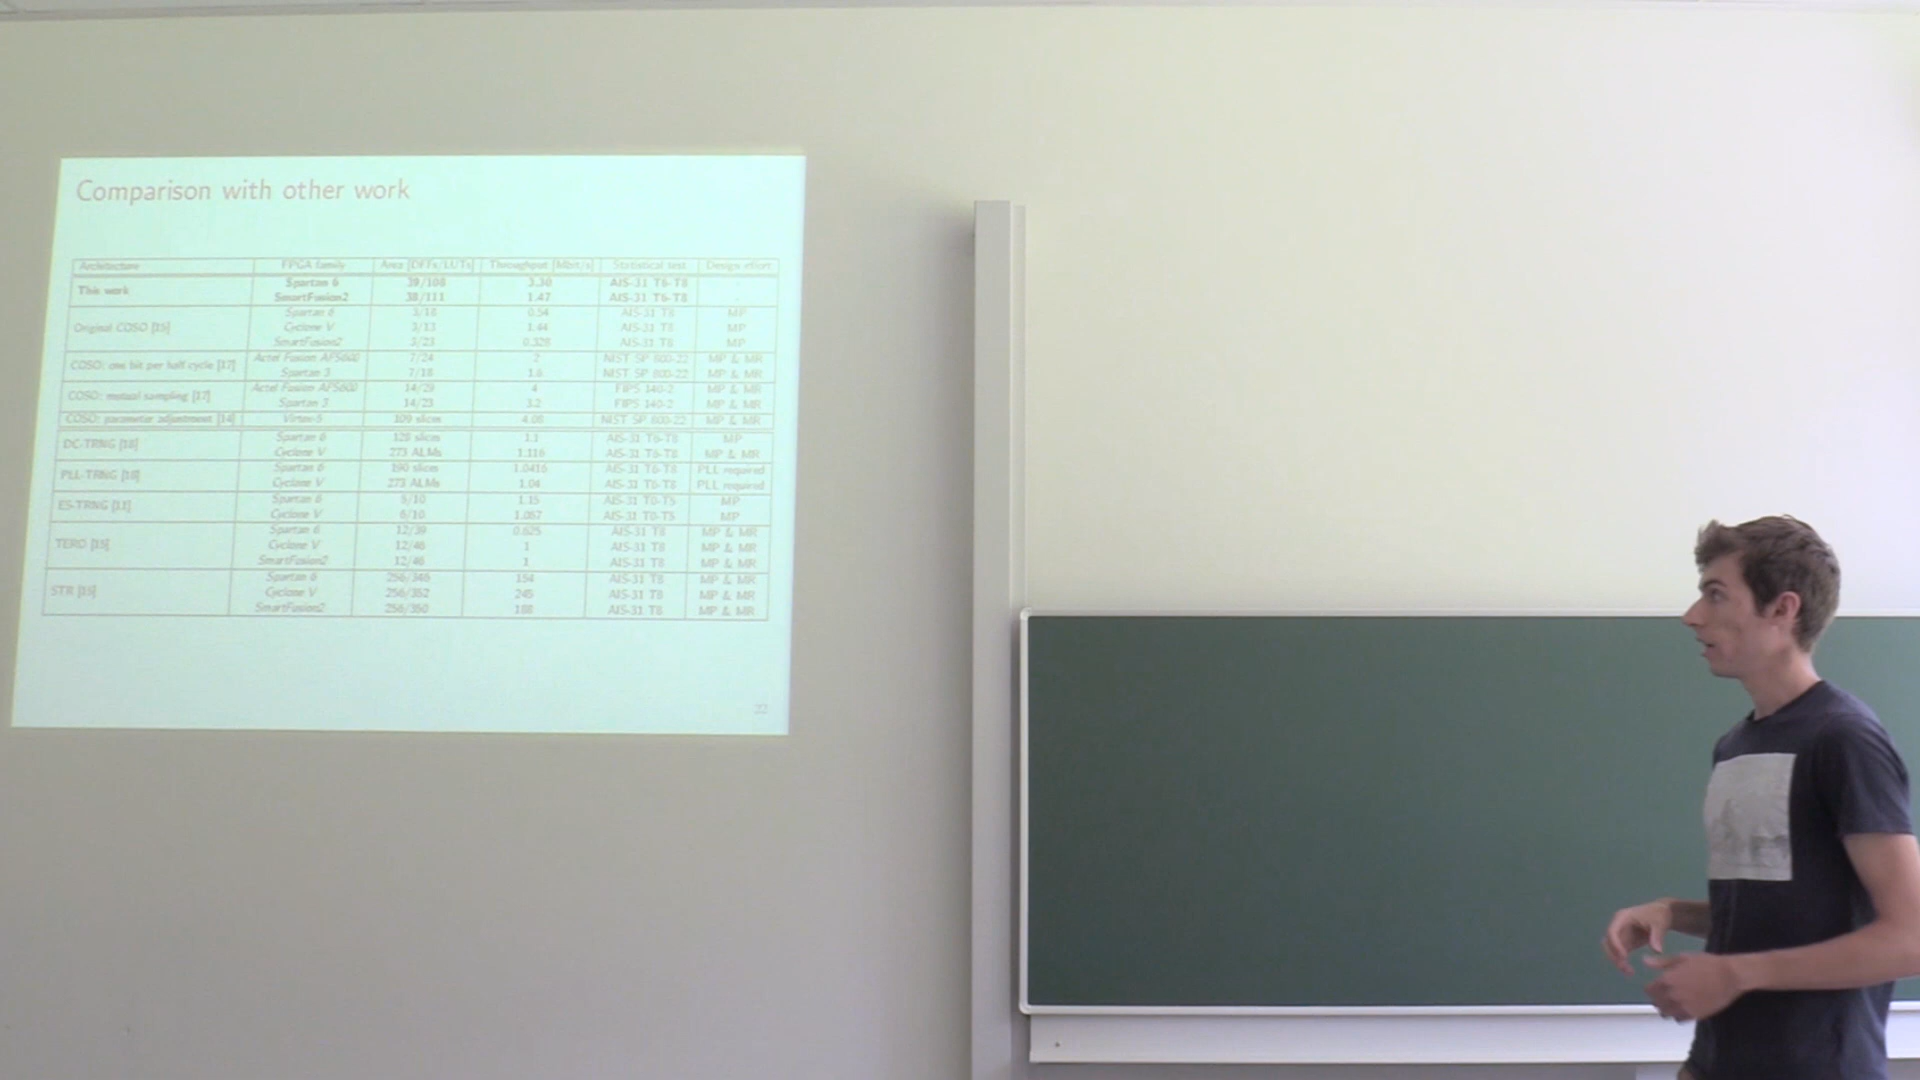 Comparison with other work
Architecture FPGA family Area [DFFs/LUTs] Throughput [Mbit/s] Statistical test Design effort
This work Spartan 6 39/108 3.30 AIS-31 T6-T8
SmartFusion2 38/111 1.47 AIS-31 T6-T8
Original COSO [15] Spartan 6 3/18 0.54 AIS-31 T8 MP
Cyclone V 3/13 1.44 AIS-31 T8 MP
SmartFusion2 3/23 0.328 AIS-31 T8 MP
COSO: one bit per half cycle [17] Actel Fusion AFS600 7/24 2 NIST SP 800-22 MP & MR
Spartan 3 7/18 1.6 NIST SP 800-22 MP & MR
COSO: mutual sampling [17] Actel Fusion AFS600 14/29 4 FIPS 140-2 MP & MR
Spartan 3 14/23 3.2 FIPS 140-2 MP & MR
COSO: parameter adjustment [14] Virtex-5 109 slices 4.08 NIST SP 800-22 MP & MR
DC-TRNG [18] Spartan 6 128 slices 1.1 AIS-31 T6-T8 MP
Cyclone V 273 ALMs 1.116 AIS-31 T6-T8 MP & MR
PLL-TRNG [18] Spartan 6 190 slices 1.0416 AIS-31 T6-T8 PLL required
Cyclone V 273 ALMs 1.04 AIS-31 T6-T8 PLL required
ES-TRNG [11] Spartan 6 6/10 1.15 AIS-31 T0-T5 MP
Cyclone V 6/10 1.067 AIS-31 T0-T5 MP
TERO [15] Spartan 6 12/39 0.625 AIS-31 T8 MP & MR
Cyclone V 12/46 1 AIS-31 T8 MP & MR
SmartFusion2 12/46 1 AIS-31 T8 MP & MR
STR [15] Spartan 6 256/346 154 AIS-31 T8 MP & MR
Cyclone V 256/352 245 AIS-31 T8 MP & MR
SmartFusion2 256/350 188 AIS-31 T8 MP & MR
22